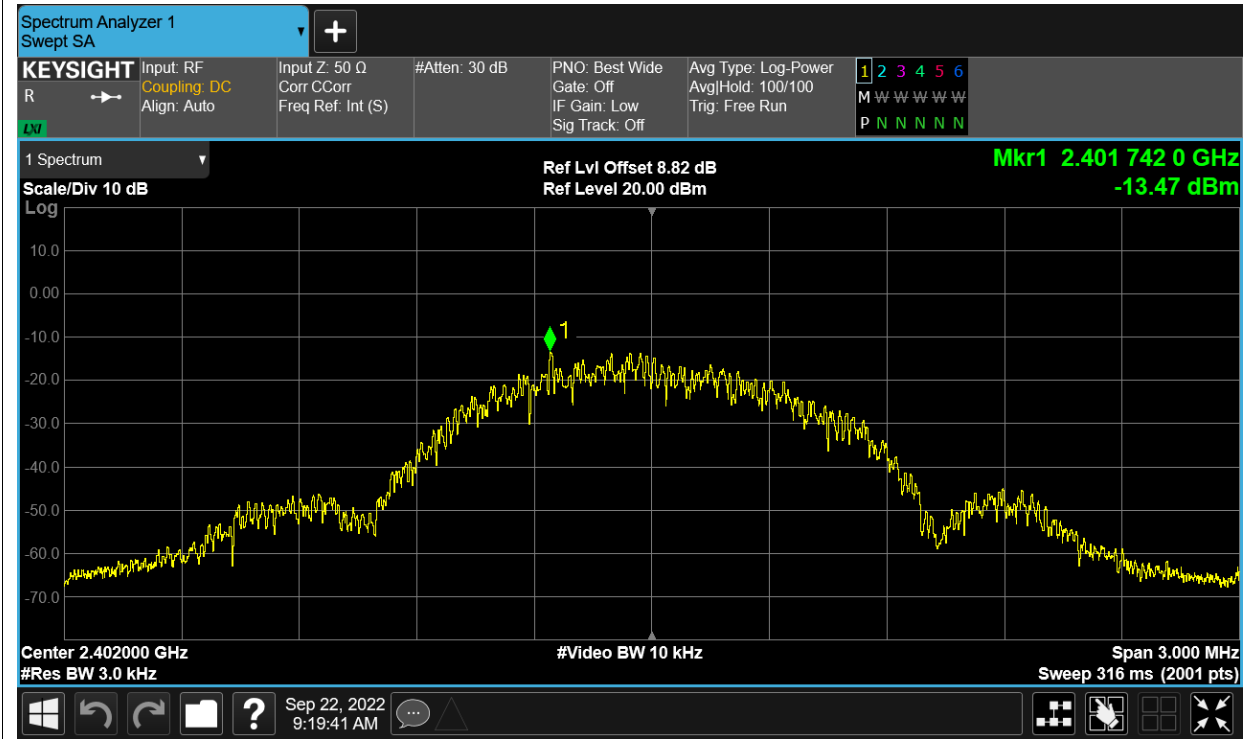 Spectrum Analyzer 1
Swept SA
KEYSIGHT
R
LXI
Input: RF
Coupling: DC
Align: Auto
Input Z: 50 Ω
Corr CCorr
Freq Ref: Int (S)
#Atten: 30 dB
PNO: Best Wide
Gate: Off
IF Gain: Low
Sig Track: Off
Avg Type: Log-Power
Avg|Hold: 100/100
Trig: Free Run
1 2 3 4 5 6
M W W W W W
P N N N N N
1 Spectrum
Scale/Div 10 dB
Log
Ref Lvl Offset 8.82 dB
Ref Level 20.00 dBm
Mkr1 2.401 742 0 GHz
-13.47 dBm
10.0
0.00
-10.0
1
-20.0
-30.0
-40.0
-50.0
-60.0
-70.0
Center 2.402000 GHz
#Video BW 10 kHz
Span 3.000 MHz
#Res BW 3.0 kHz
Sweep 316 ms (2001 pts)
?
Sep 22, 2022
9:19:41 AM